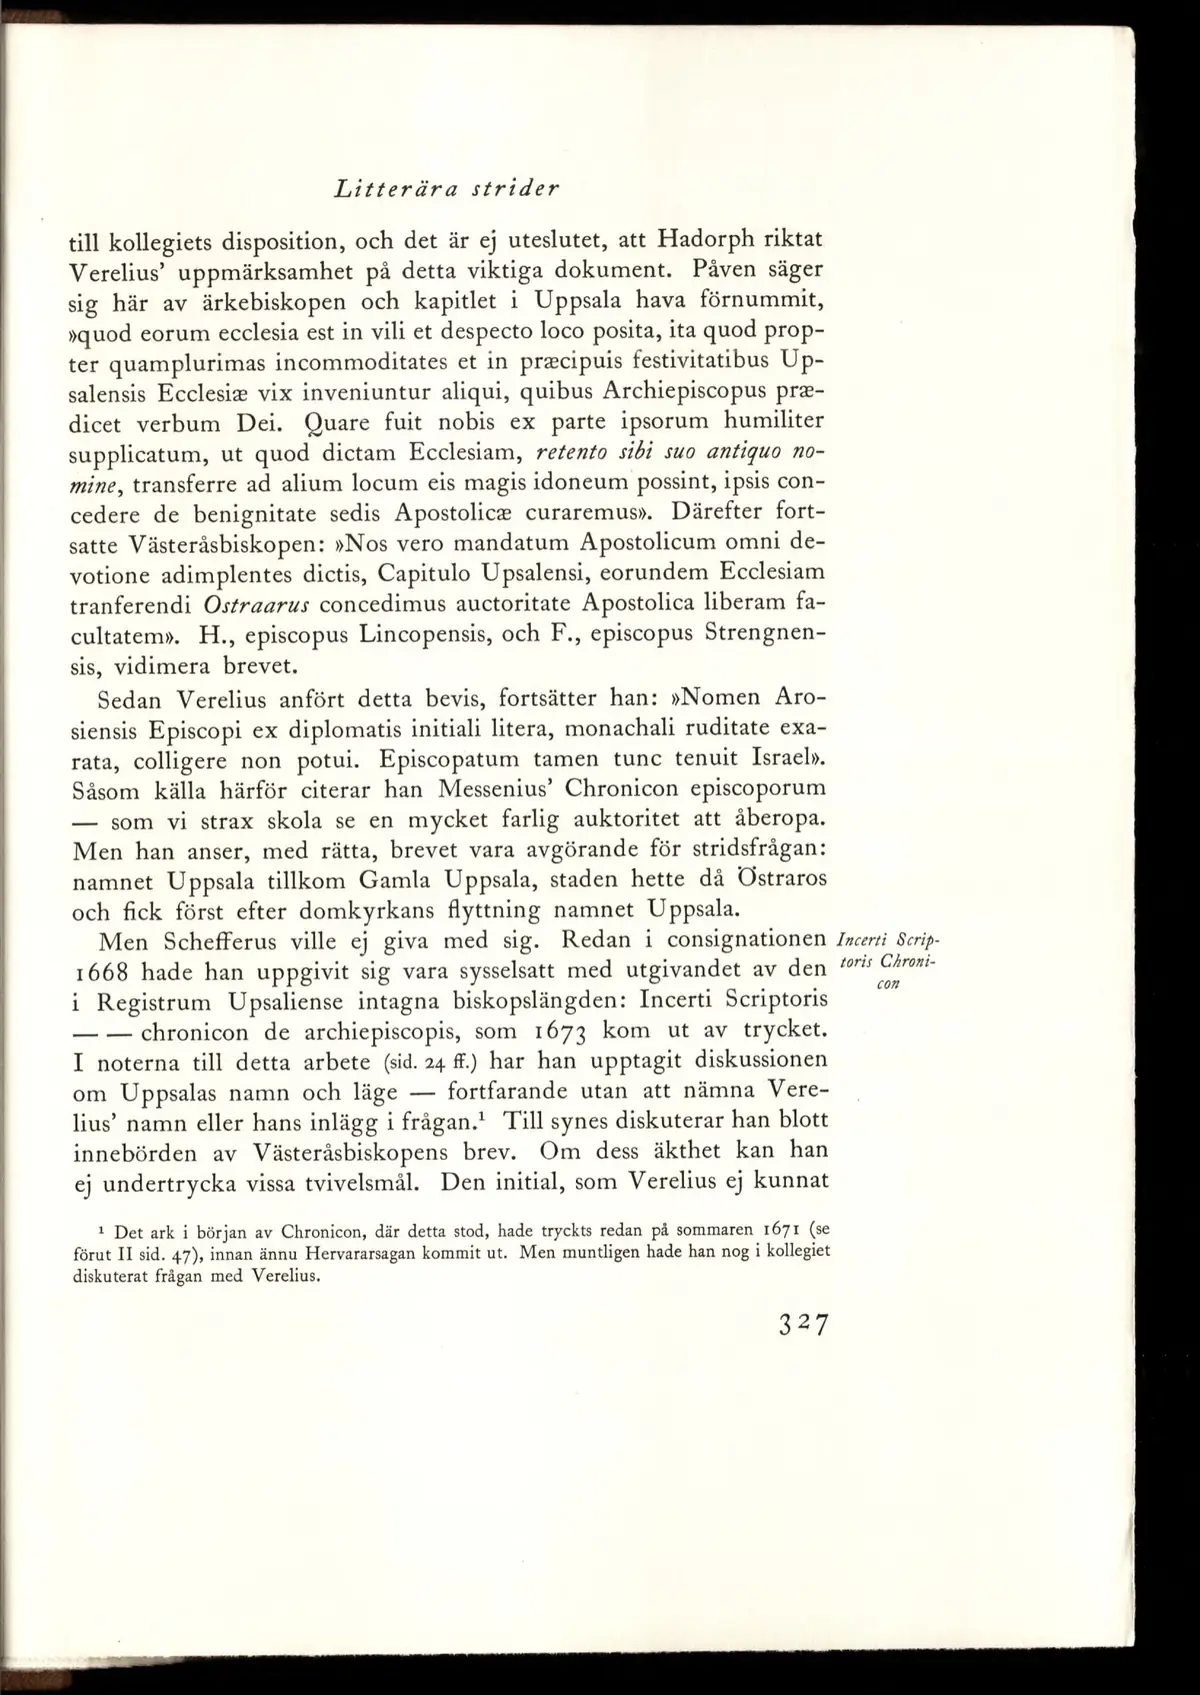 Litterära strider
till kollegiets disposition, och det är ej uteslutet, att Hadorph riktat
Verelius’ uppmärksamhet på detta viktiga dokument. Påven säger
sig här av ärkebiskopen och kapitlet i Uppsala hava förnummit,
»quod eorum ecclesia est in vili et despecto loco posita, ita quod prop-
ter quamplurimas incommoditates et in præcipuis festivitatibus Up-
salensis Ecclesiæ vix inveniuntur aliqui, quibus Archiepiscopus præ-
dicet verbum Dei. Quare fuit nobis ex parte ipsorum humiliter
supplicatum, ut quod dictam Ecclesiam, retento sibi suo antiquo no-
mine, transferre ad alium locum eis magis idoneum possint, ipsis con-
cedere de benignitate sedis Apostolicæ curaremus». Därefter fort-
satte Västeråsbiskopen: »Nos vero mandatum Apostolicum omni de-
votione adimplentes dictis, Capitulo Upsalensi, eorundem Ecclesiam
tranferendi Ostraarus concedimus auctoritate Apostolica liberam fa-
cultatem». H., episcopus Lincopensis, och F., episcopus Strengnen-
sis, vidimera brevet.
Sedan Verelius anfört detta bevis, fortsätter han: »Nomen Aro-
siensis Episcopi ex diplomatis initiali litera, monachali ruditate exa-
rata, colligere non potui. Episcopatum tamen tunc tenuit Israel».
Såsom källa härför citerar han Messenius’ Chronicon episcoporum
— som vi strax skola se en mycket farlig auktoritet att åberopa.
Men han anser, med rätta, brevet vara avgörande för stridsfrågan:
namnet Uppsala tillkom Gamla Uppsala, staden hette då Östraros
och fick först efter domkyrkans flyttning namnet Uppsala.
Men Schefferus ville ej giva med sig. Redan i consignationen
1668 hade han uppgivit sig vara sysselsatt med utgivandet av den
i Registrum Upsaliense intagna biskopslängden: Incerti Scriptoris
— — chronicon de archiepiscopis, som 1673 kom ut av trycket.
I noterna till detta arbete (sid. 24 ff.) har han upptagit diskussionen
om Uppsalas namn och läge — fortfarande utan att nämna Vere-
lius’ namn eller hans inlägg i frågan.¹ Till synes diskuterar han blott
innebörden av Västeråsbiskopens brev. Om dess äkthet kan han
ej undertrycka vissa tvivelsmål. Den initial, som Verelius ej kunnat
Incerti Scrip-
toris Chroni-
con
¹ Det ark i början av Chronicon, där detta stod, hade tryckts redan på sommaren 1671 (se
förut II sid. 47), innan ännu Hervararsagan kommit ut. Men muntligen hade han nog i kollegiet
diskuterat frågan med Verelius.
327